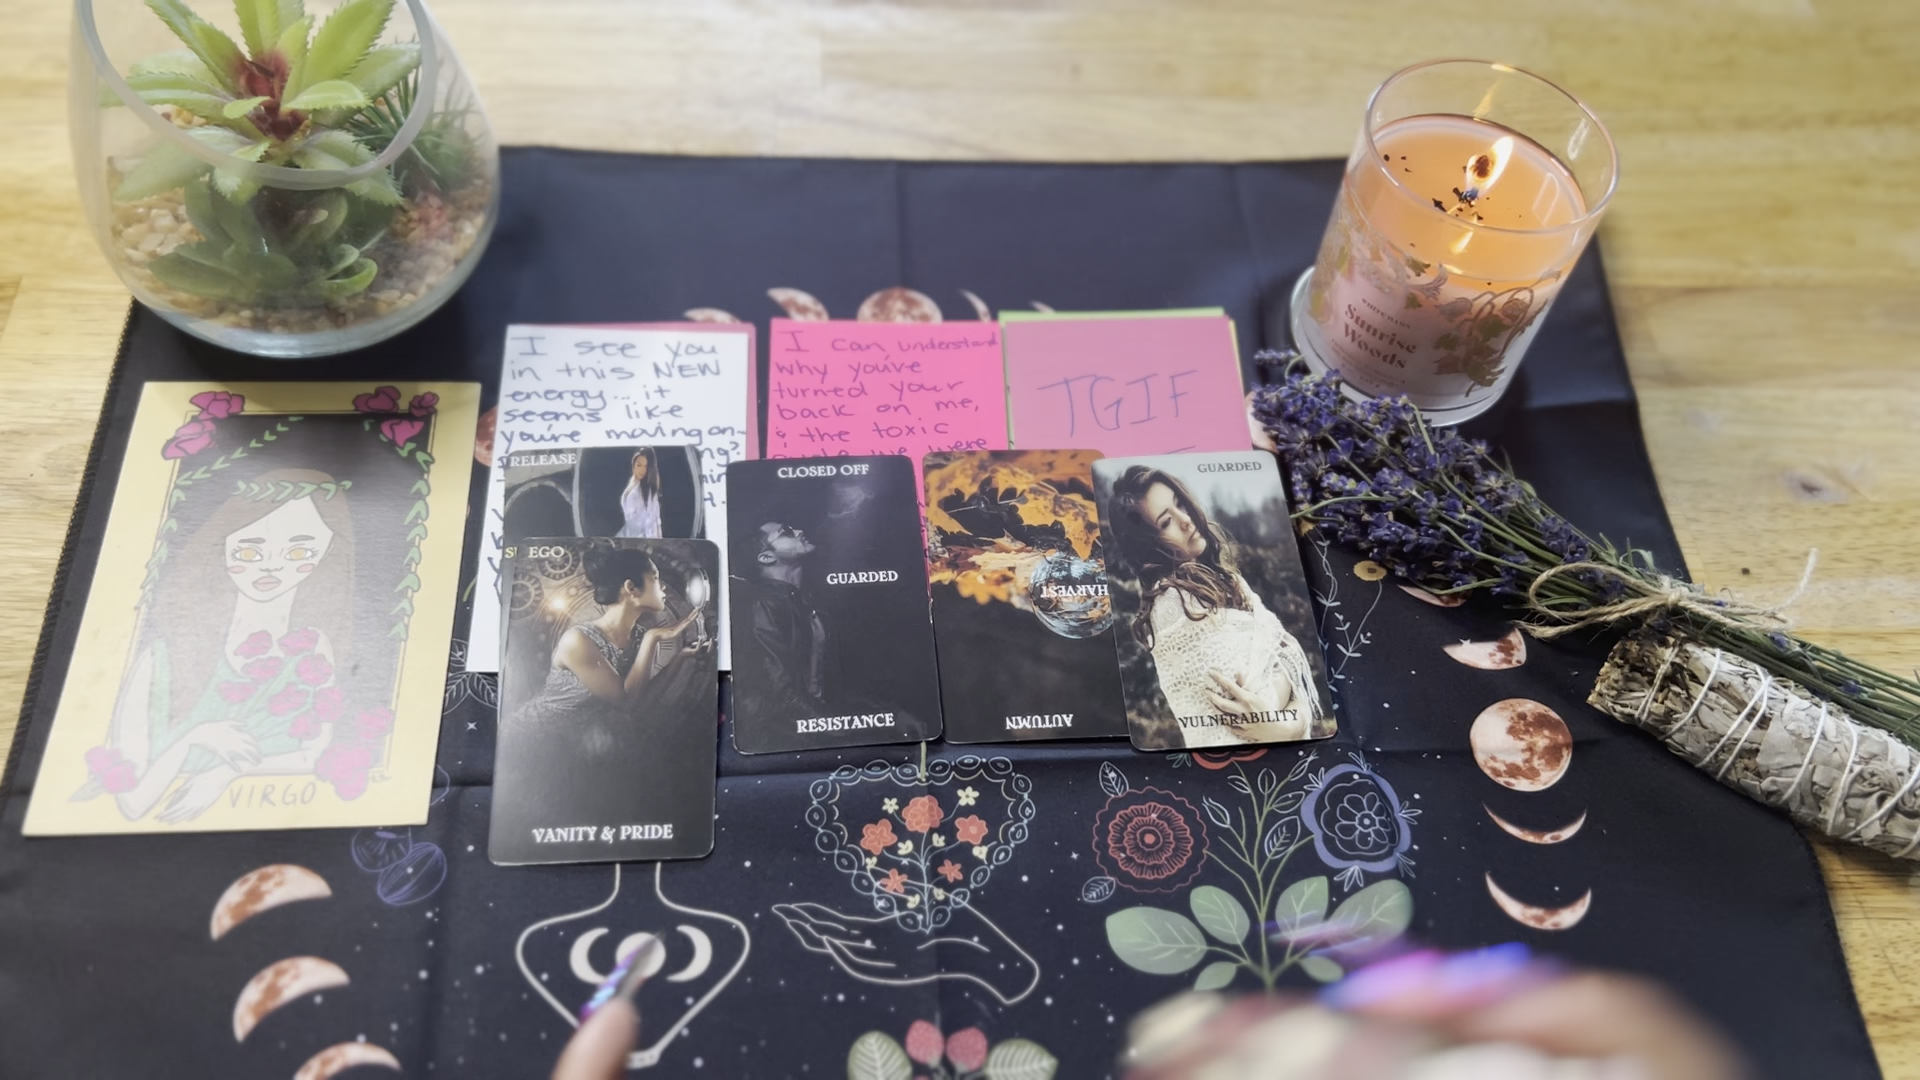 I see you
in this NEW
energy... it
seems like
you're moving on-
I can understand
why you've
turned your
back on me,
& the toxic
we were
TGIF
Sunrise
Woods
VIRGO
RELEASE
EGO
VANITY & PRIDE
CLOSED OFF
GUARDED
RESISTANCE
HARVEST
AUTUMN
GUARDED
VULNERABILITY